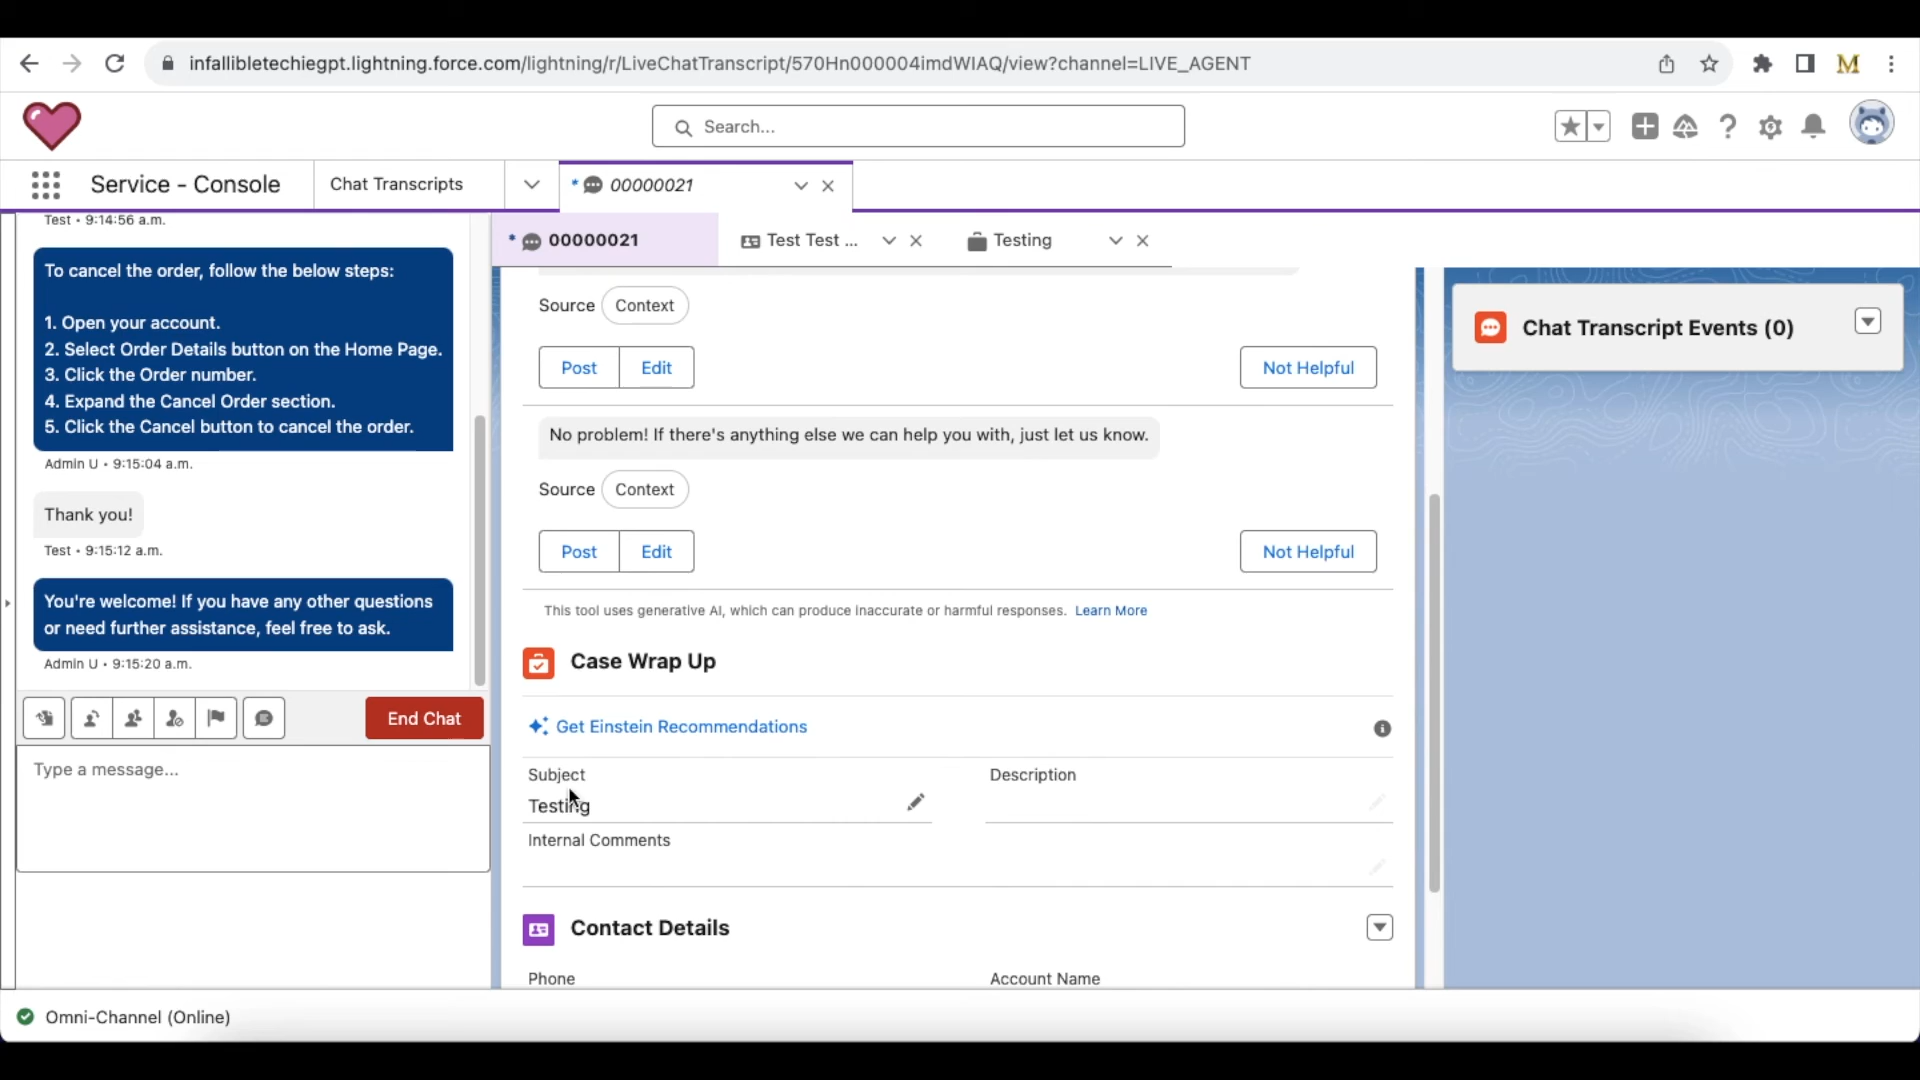 infallibletechiegpt.lightning.force.com/lightning/r/LiveChatTranscript/570Hn000004imdWIAQ/view?channel=LIVE_AGENT
M
Search...
Service - Console
Chat Transcripts
* 00000021
Test • 9:14:56 a.m.
To cancel the order, follow the below steps:
1. Open your account.
2. Select Order Details button on the Home Page.
3. Click the Order number.
4. Expand the Cancel Order section.
5. Click the Cancel button to cancel the order.
Admin U • 9:15:04 a.m.
Thank you!
Test • 9:15:12 a.m.
You're welcome! If you have any other questions
or need further assistance, feel free to ask.
Admin U • 9:15:20 a.m.
End Chat
Type a message...
* 00000021
Test Test ...
Testing
Source Context
Post Edit Not Helpful
No problem! If there's anything else we can help you with, just let us know.
Source Context
Post Edit Not Helpful
This tool uses generative AI, which can produce inaccurate or harmful responses. Learn More
Case Wrap Up
Get Einstein Recommendations
Subject
Testing
Description
Internal Comments
Contact Details
Phone
Account Name
Chat Transcript Events (0)
Omni-Channel (Online)